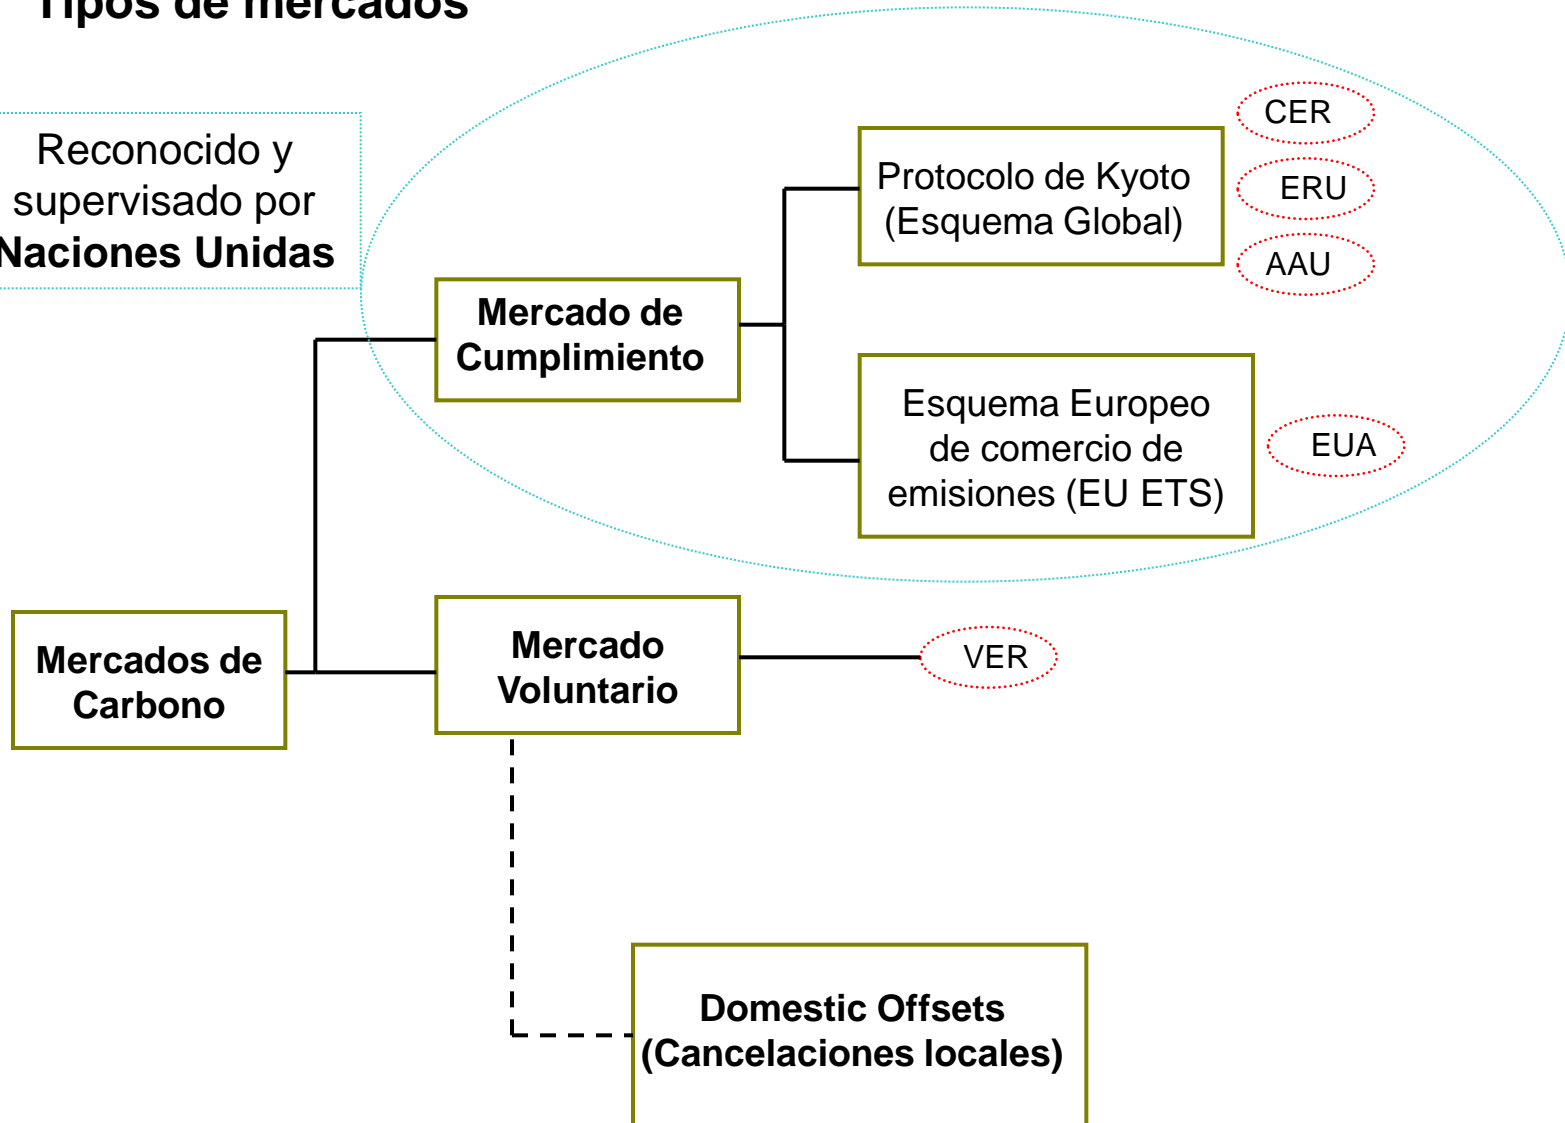 Tipos de mercados
Reconocido y
supervisado por
Naciones Unidas
CER
Protocolo de Kyoto
(Esquema Global)
ERU
AAU
Mercado de
Cumplimiento
Esquema Europeo
de comercio de
emisiones (EU ETS)
EUA
Mercados de
Carbono
Mercado
Voluntario
VER
Domestic Offsets
(Cancelaciones locales)